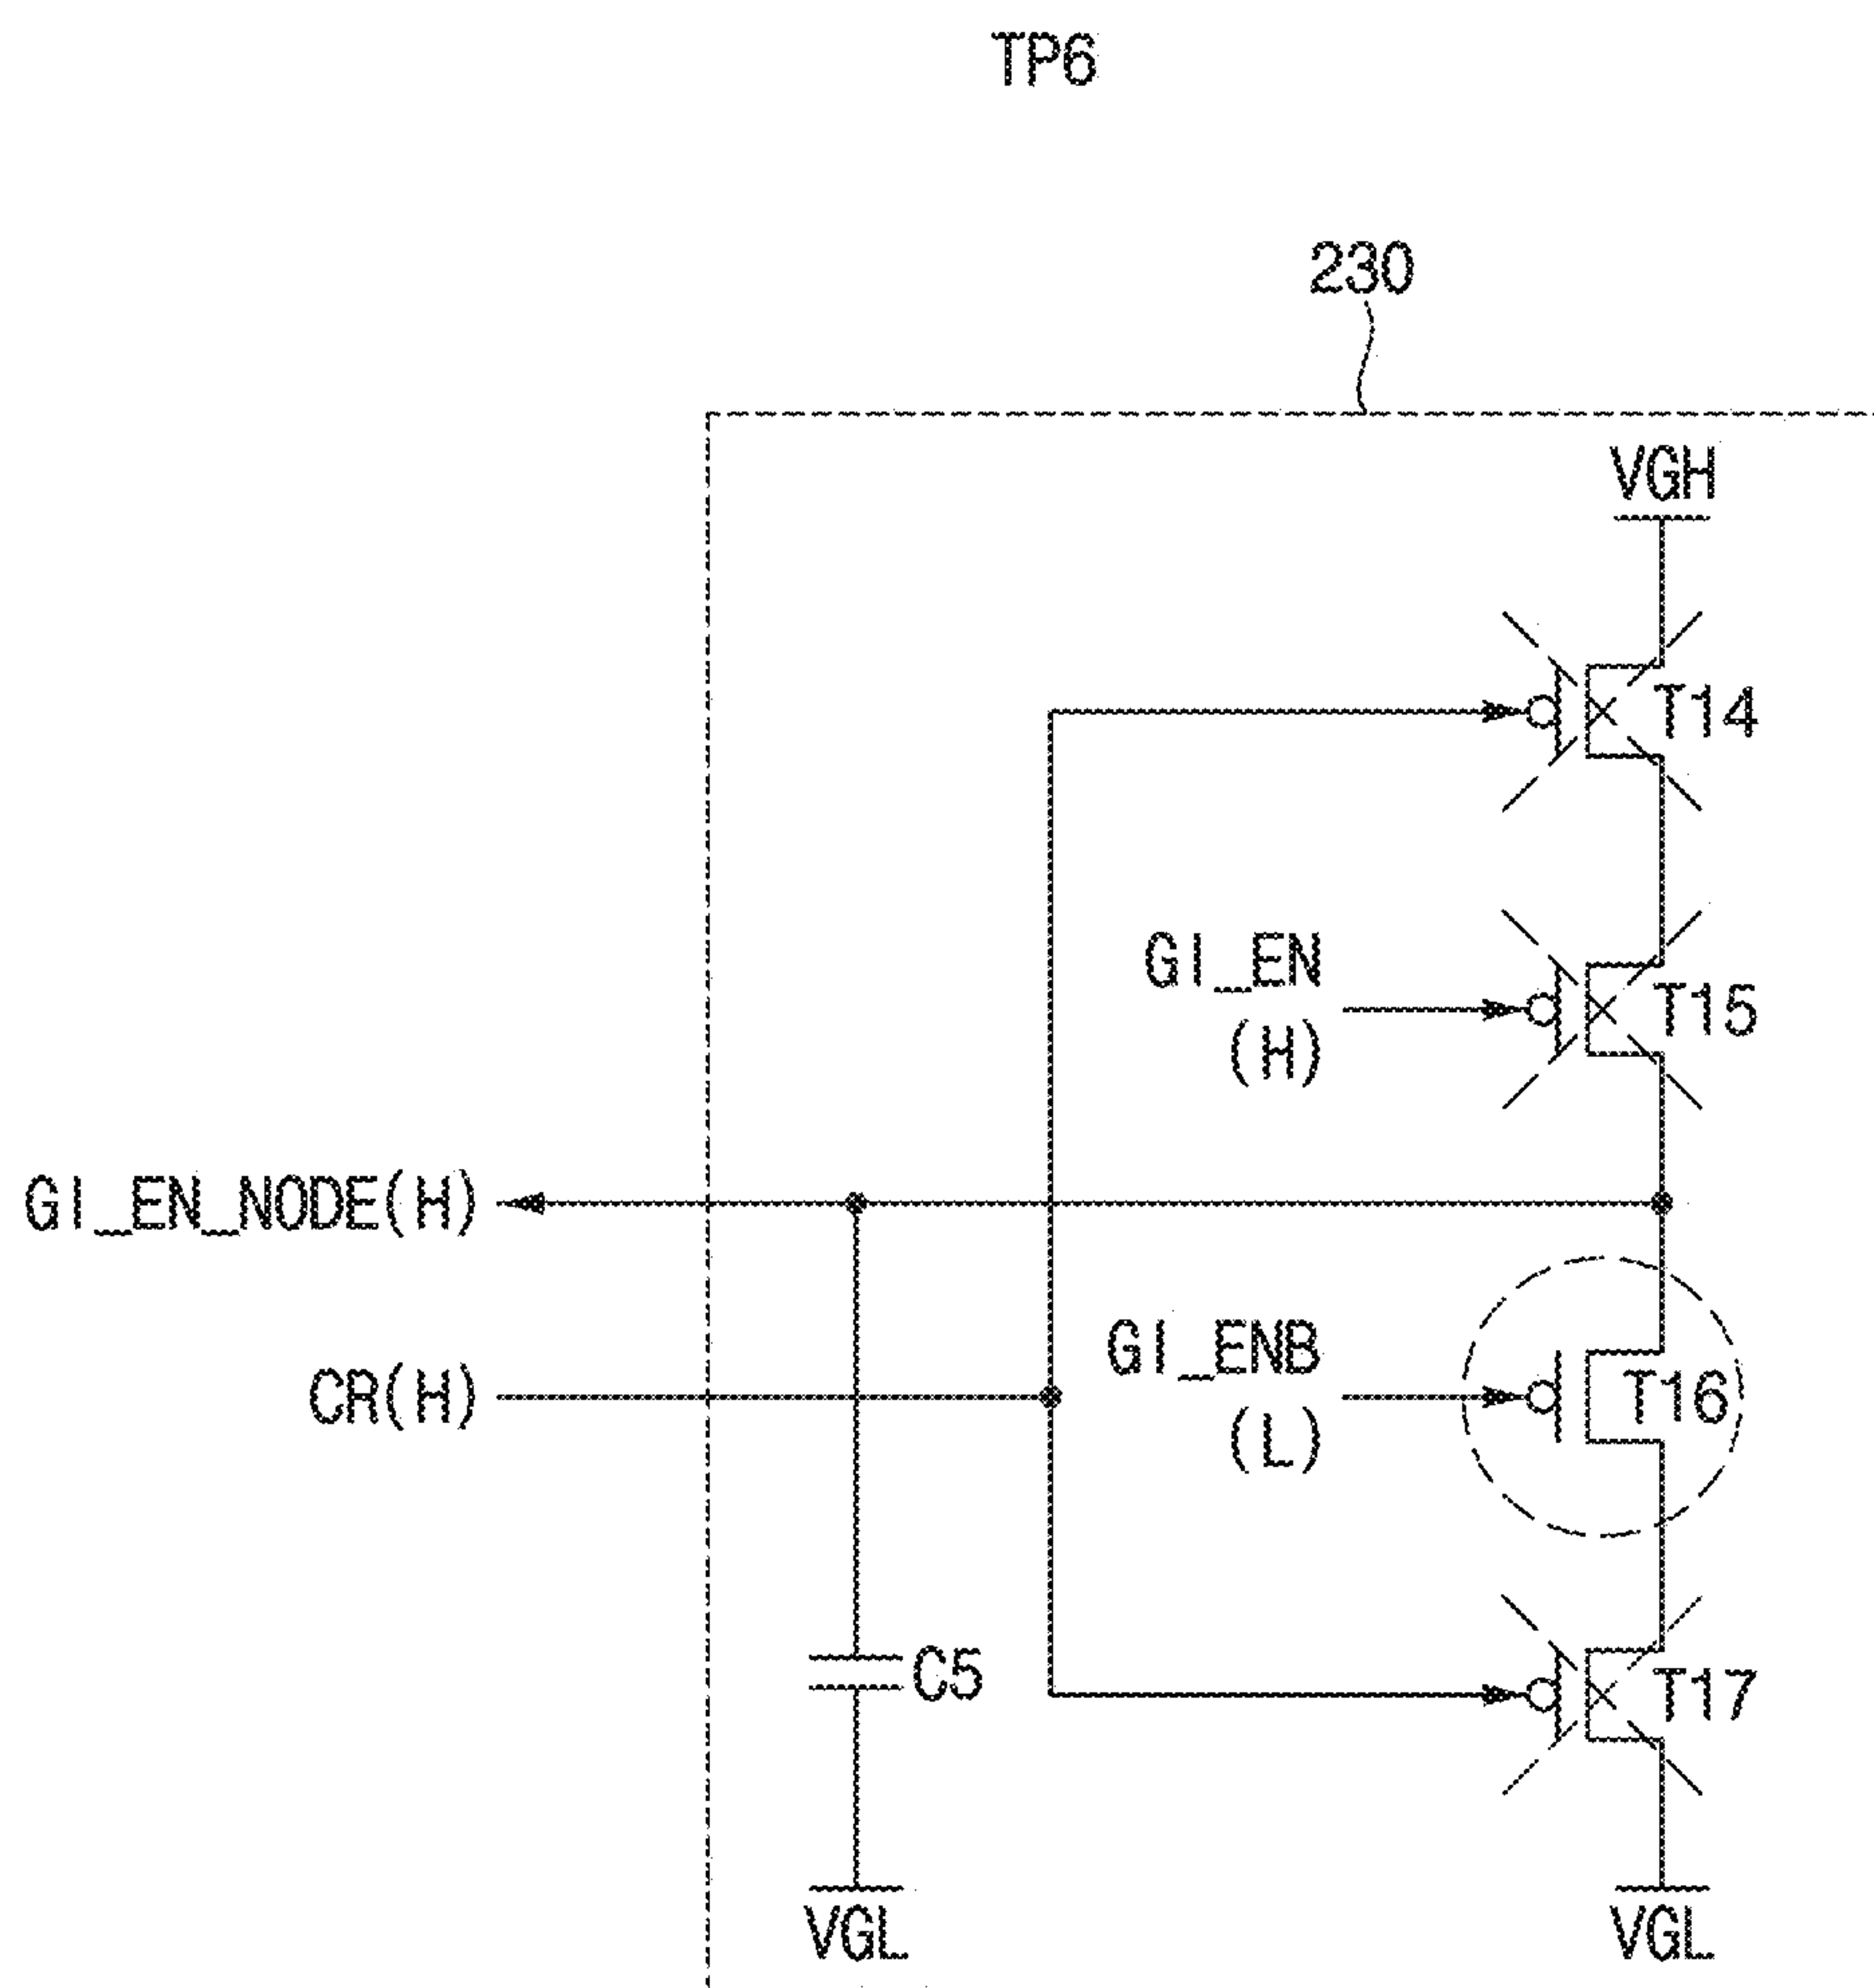 TP6
230
VGH
T14
GI_EN
(H)
T15
GI_EN_NODE(H)
GI_ENB
(L)
T16
CR(H)
C5
T17
VGL
VGL